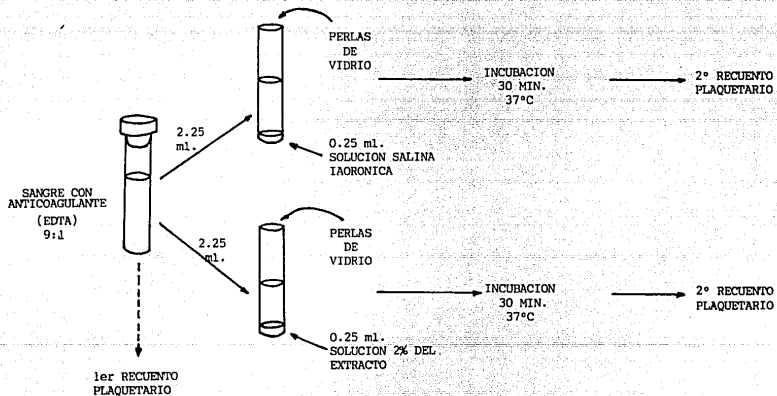 SANGRE CON
ANTICOAGULANTE
(EDTA)
9:1
1er RECUENTO
PLAQUETARIO
2.25
ml.
PERLAS
DE
VIDRIO
0.25 ml.
SOLUCION SALINA
IAORONICA
INCUBACION
30 MIN.
37°C
2° RECUENTO
PLAQUETARIO
2.25
ml.
PERLAS
DE
VIDRIO
0.25 ml.
SOLUCION 2% DEL
EXTRACTO
INCUBACION
30 MIN.
37°C
2° RECUENTO
PLAQUETARIO